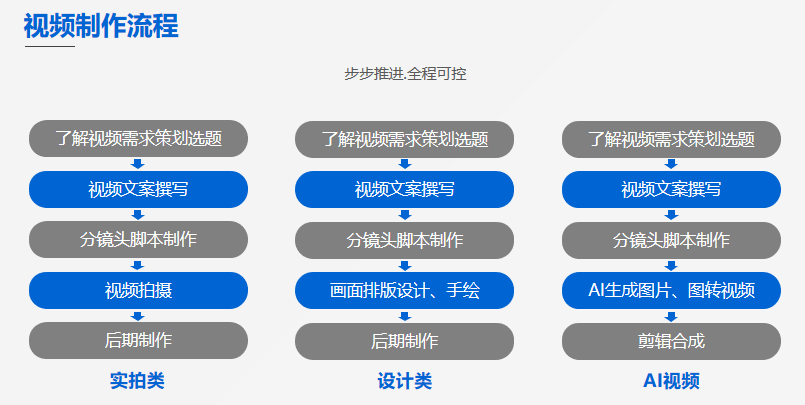 视频制作流程
步步推进.全程可控
了解视频需求策划选题
视频文案撰写
分镜头脚本制作
视频拍摄
后期制作
实拍类
了解视频需求策划选题
视频文案撰写
分镜头脚本制作
画面排版设计、手绘
后期制作
设计类
了解视频需求策划选题
视频文案撰写
分镜头脚本制作
AI生成图片、图转视频
剪辑合成
AI视频